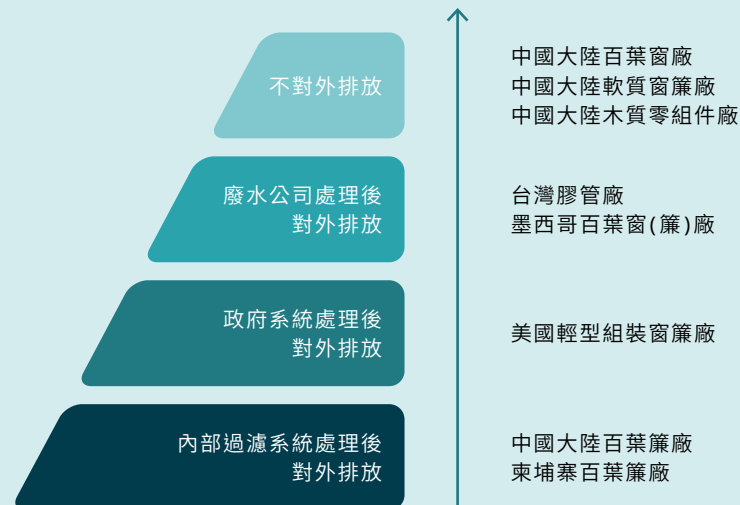 不對外排放
中國大陸百葉窗廠
中國大陸軟質窗簾廠
中國大陸木質零組件廠
廢水公司處理後
對外排放
台灣膠管廠
墨西哥百葉窗(簾)廠
政府系統處理後
對外排放
美國輕型組裝窗簾廠
內部過濾系統處理後
對外排放
中國大陸百葉簾廠
柬埔寨百葉簾廠